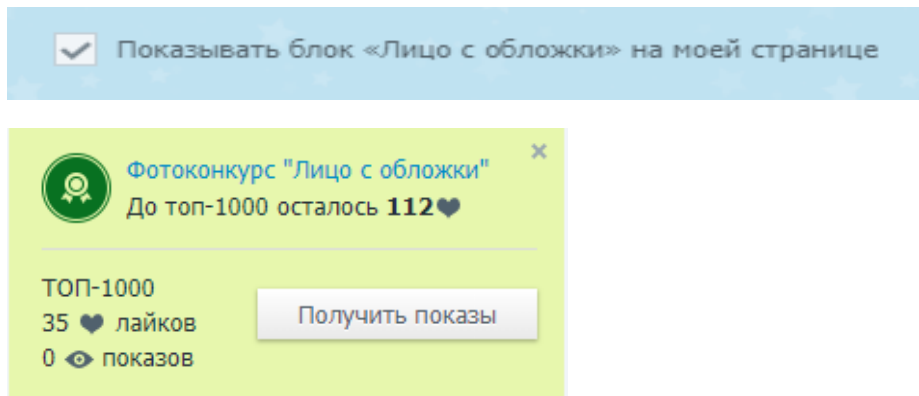 Показывать блок «Лицо с обложки» на моей странице
Фотоконкурс "Лицо с обложки"
До топ-1000 осталось 112
ТОП-1000
35 лайков
0 показов
Получить показы